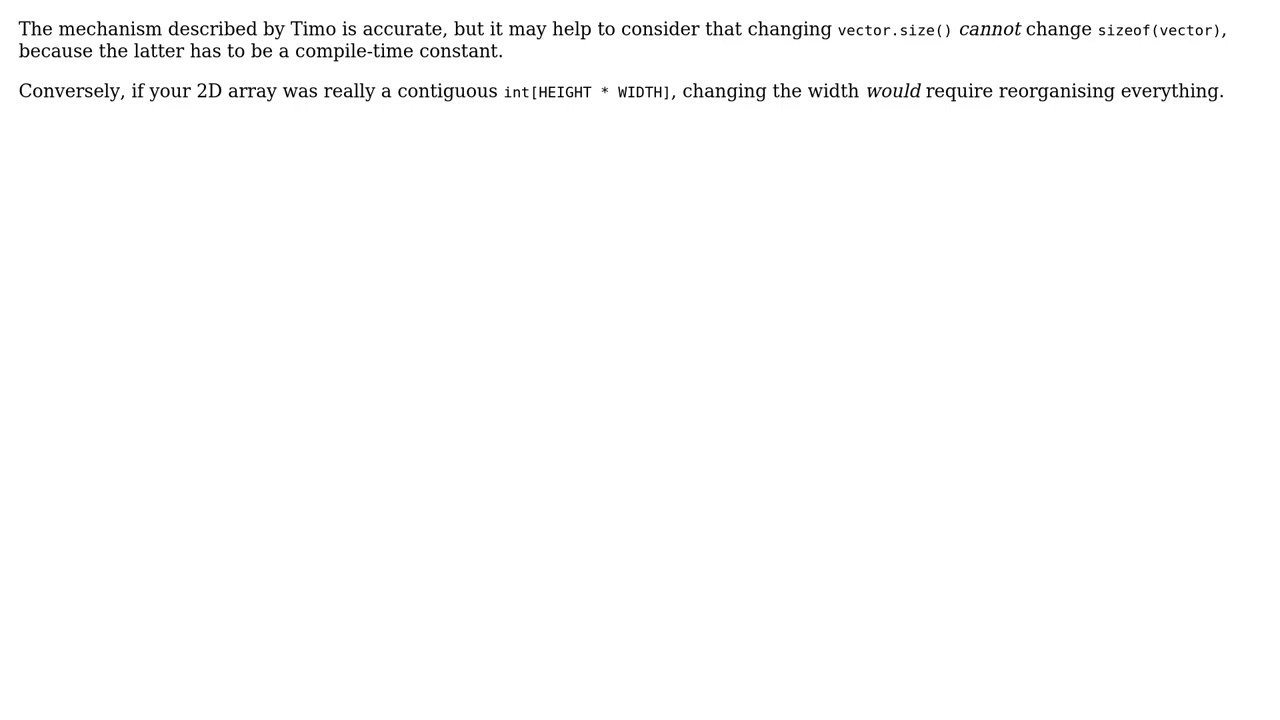 The mechanism described by Timo is accurate, but it may help to consider that changing vector.size() cannot change sizeof(vector),
because the latter has to be a compile-time constant.
Conversely, if your 2D array was really a contiguous int[HEIGHT * WIDTH], changing the width would require reorganising everything.